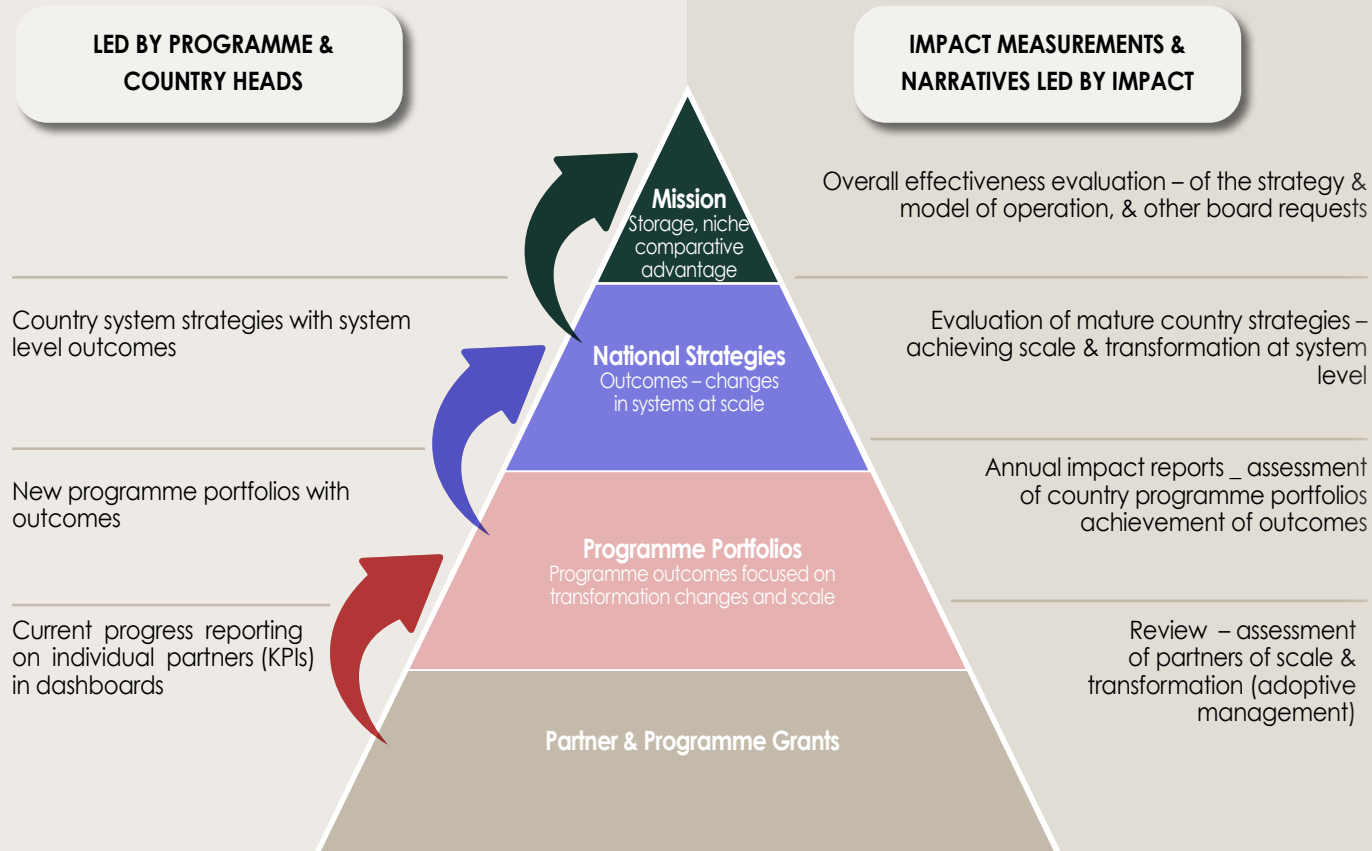 LED BY PROGRAMME &
COUNTRY HEADS
IMPACT MEASUREMENTS &
NARRATIVES LED BY IMPACT
Mission
Storage, niche
comparative
advantage
Overall effectiveness evaluation – of the strategy &
model of operation, & other board requests
Country system strategies with system
level outcomes
National Strategies
Outcomes – changes
in systems at scale
Evaluation of mature country strategies –
achieving scale & transformation at system
level
New programme portfolios with
outcomes
Programme Portfolios
Programme outcomes focused on
transformation changes and scale
Annual impact reports _ assessment
of country programme portfolios
achievement of outcomes
Current progress reporting
on individual partners (KPIs)
in dashboards
Partner & Programme Grants
Review – assessment
of partners of scale &
transformation (adoptive
management)